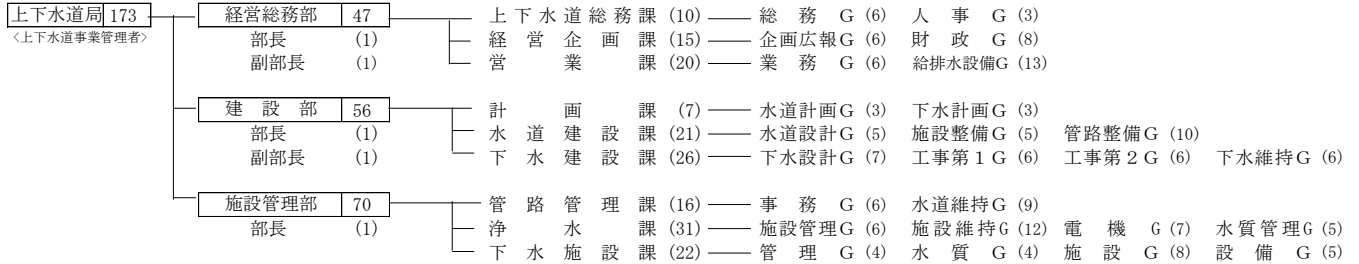 上下水道局 173 経営総務部 47 上下水道総務課 (10) 総務G (6) 人事G (3)
〈上下水道事業管理者〉 部長 (1) 経営企画課 (15) 企画広報G (6) 財政G (8)
副部長 (1) 営業課 (20) 業務G (6) 給排水設備G (13)
建設部 56 計画課 (7) 水道計画G (3) 下水計画G (3)
部長 (1) 水道建設課 (21) 水道設計G (5) 施設整備G (5) 管路整備G (10)
副部長 (1) 下水建設課 (26) 下水設計G (7) 工事第1G (6) 工事第2G (6) 下水維持G (6)
施設管理部 70 管路管理課 (16) 事務G (6) 水道維持G (9)
部長 (1) 浄水課 (31) 施設管理G (6) 施設維持G (12) 電機G (7) 水質管理G (5)
下水施設課 (22) 管理G (4) 水質G (4) 施設G (8) 設備G (5)